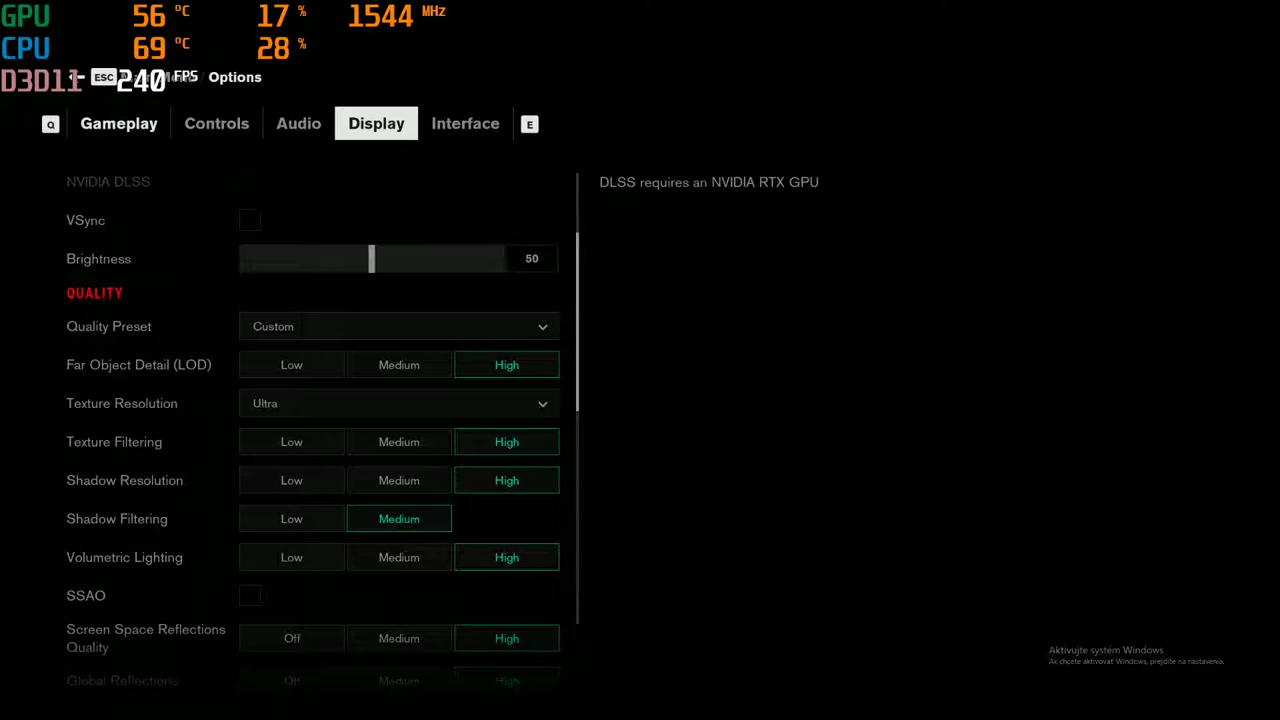 GPU 56 °C 17 % 1544 MHz
CPU 69 °C 28 %
D3D11 240 FPS
ESC Options
Q Gameplay Controls Audio Display Interface E
NVIDIA DLSS
DLSS requires an NVIDIA RTX GPU
VSync
Brightness 50
QUALITY
Quality Preset Custom
Far Object Detail (LOD) Low Medium High
Texture Resolution Ultra
Texture Filtering Low Medium High
Shadow Resolution Low Medium High
Shadow Filtering Low Medium
Volumetric Lighting Low Medium High
SSAO
Screen Space Reflections
Quality Off Medium High
Global Reflections Off Medium High
Aktivujte systém Windows
Ak chcete aktivovať Windows, prejdite na nastavenia.